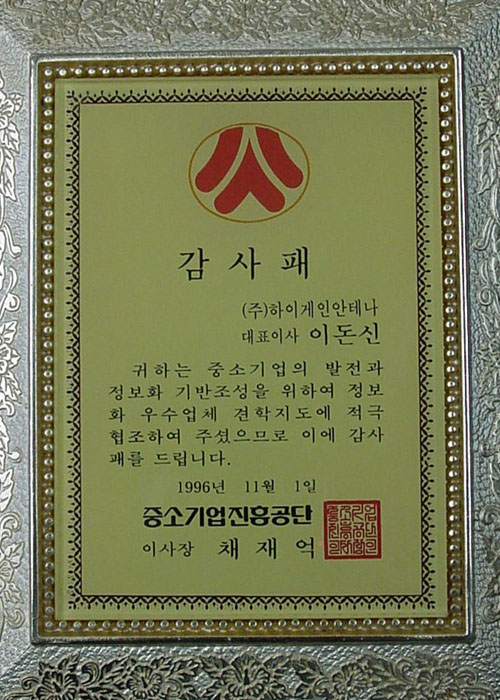 감사패
(주)하이게인안테나
대표이사 이돈신
귀하는 중소기업의 발전과
정보화 기반조성을 위하여 정보
화 우수업체 견학지도에 적극
협조하여 주셨으므로 이에 감사
패를 드립니다.
1996년 11월 1일
중소기업진흥공단
이사장 채재억